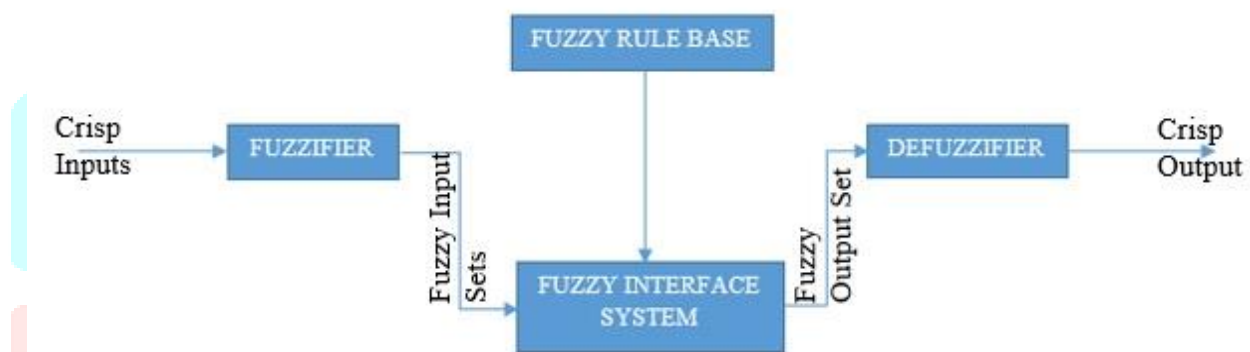 FUZZY RULE BASE
Crisp
Inputs
FUZZIFIER
Fuzzy Input
Sets
FUZZY INTERFACE
SYSTEM
Fuzzy
Output Set
DEFUZZIFIER
Crisp
Output